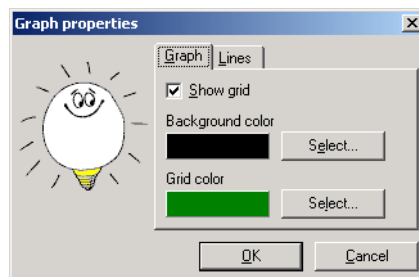 Graph properties
Graph Lines
Show grid
Background color
Select...
Grid color
Select...
OK Cancel